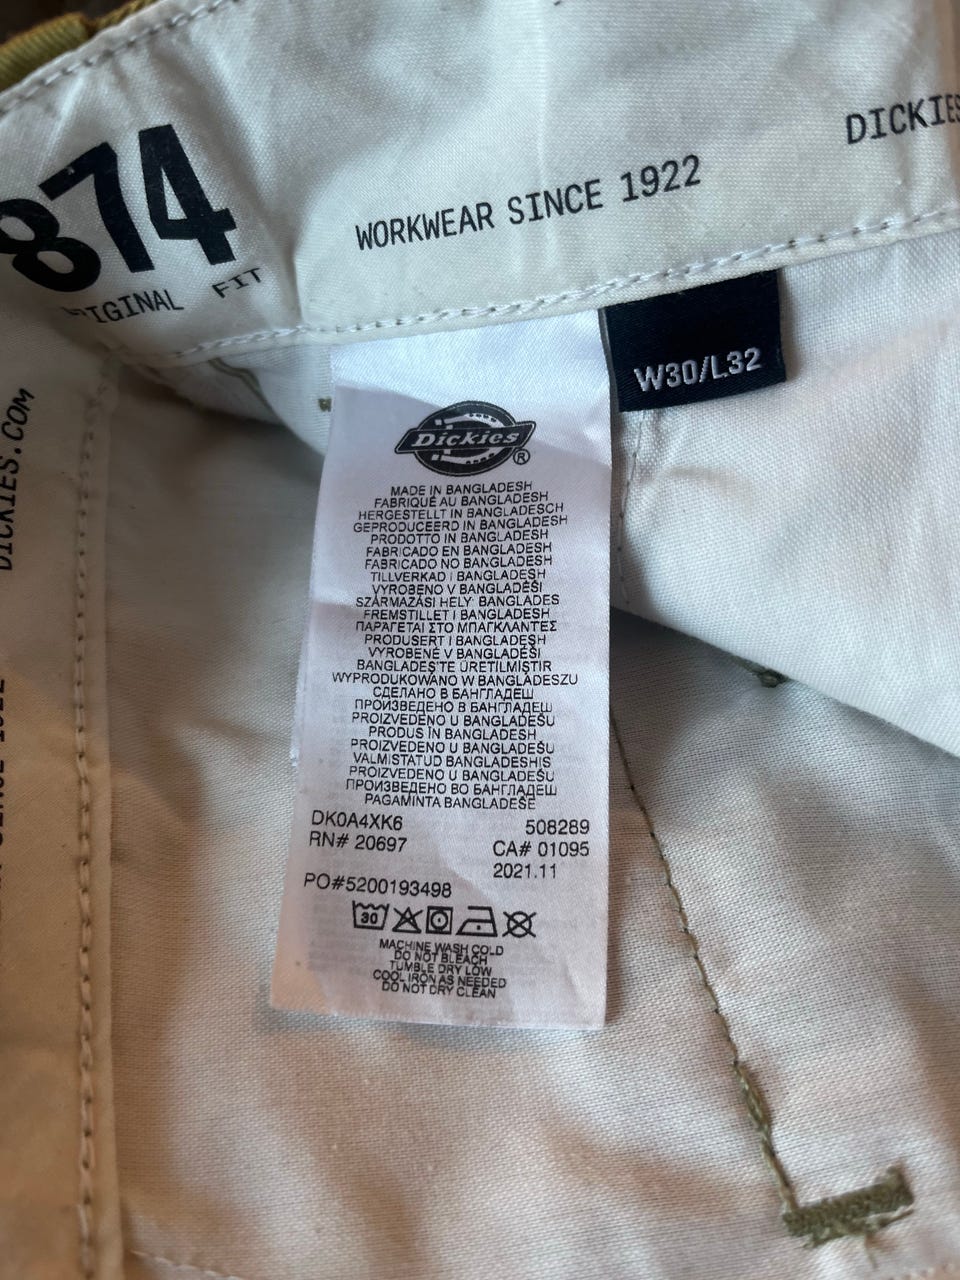 874
ORIGINAL FIT
WORKWEAR SINCE 1922
DICKIES
W30/L32
DICKIES.COM
Dickies®
MADE IN BANGLADESH
FABRIQUÉ AU BANGLADESH
HERGESTELLT IN BANGLADESCH
GEPRODUCEERD IN BANGLADESH
PRODOTTO IN BANGLADESH
FABRICADO EN BANGLADESH
FABRICADO NO BANGLADESH
TILLVERKAD I BANGLADESH
VYROBENO V BANGLADÉŠI
SZÁRMAZÁSI HELY: BANGLADES
FREMSTILLET I BANGLADESH
ΠΑΡΑΓΕΤΑΙ ΣΤΟ ΜΠΑΓΚΛΑΝΤΕΣ
PRODUSERT I BANGLADESH
VYROBENÉ V BANGLADÉŠI
BANGLADEŞ'TE ÜRETİLMİŞTİR
WYPRODUKOWANO W BANGLADESZU
СДЕЛАНО В БАНГЛАДЕШ
ПРОИЗВЕДЕНО В БАНГЛАДЕШ
PROIZVEDENO U BANGLADEŠU
PRODUS ÎN BANGLADESH
PROIZVEDENO U BANGLADEŠU
VALMISTATUD BANGLADESHIS
PROIZVEDENO U BANGLADEŠU
ПРОИЗВЕДЕНО ВО БАНГЛАДЕШ
PAGAMINTA BANGLADEŠE
DK0A4XK6 508289
RN# 20697 CA# 01095
2021.11
PO#5200193498
30
MACHINE WASH COLD
DO NOT BLEACH
TUMBLE DRY LOW
COOL IRON AS NEEDED
DO NOT DRY CLEAN